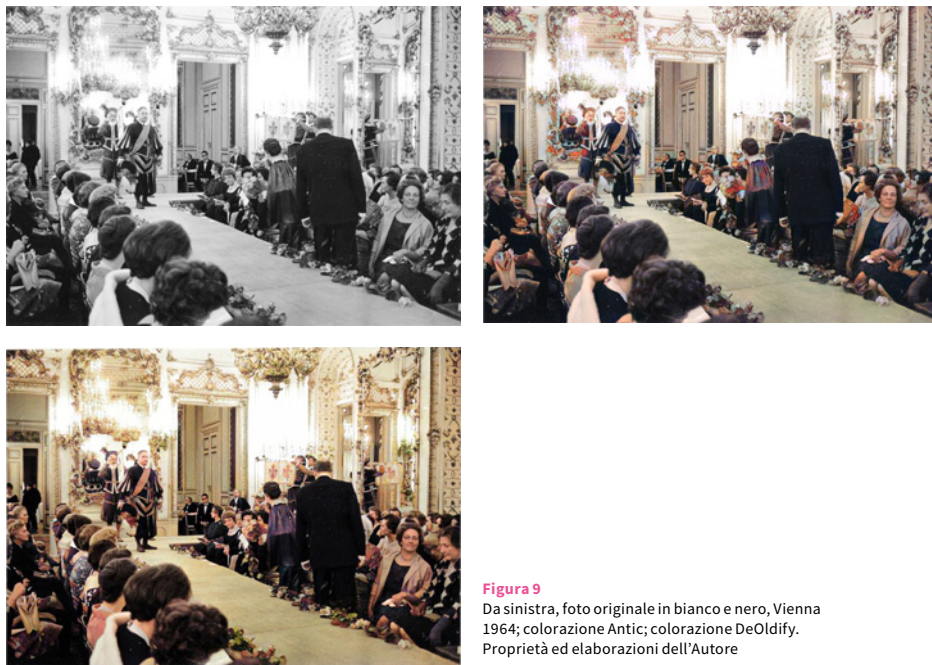 Figura 9
Da sinistra, foto originale in bianco e nero, Vienna
1964; colorazione Antic; colorazione DeOldify.
Proprietà ed elaborazioni dell’Autore